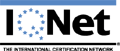 IQNet
THE INTERNATIONAL CERTIFICATION NETWORK